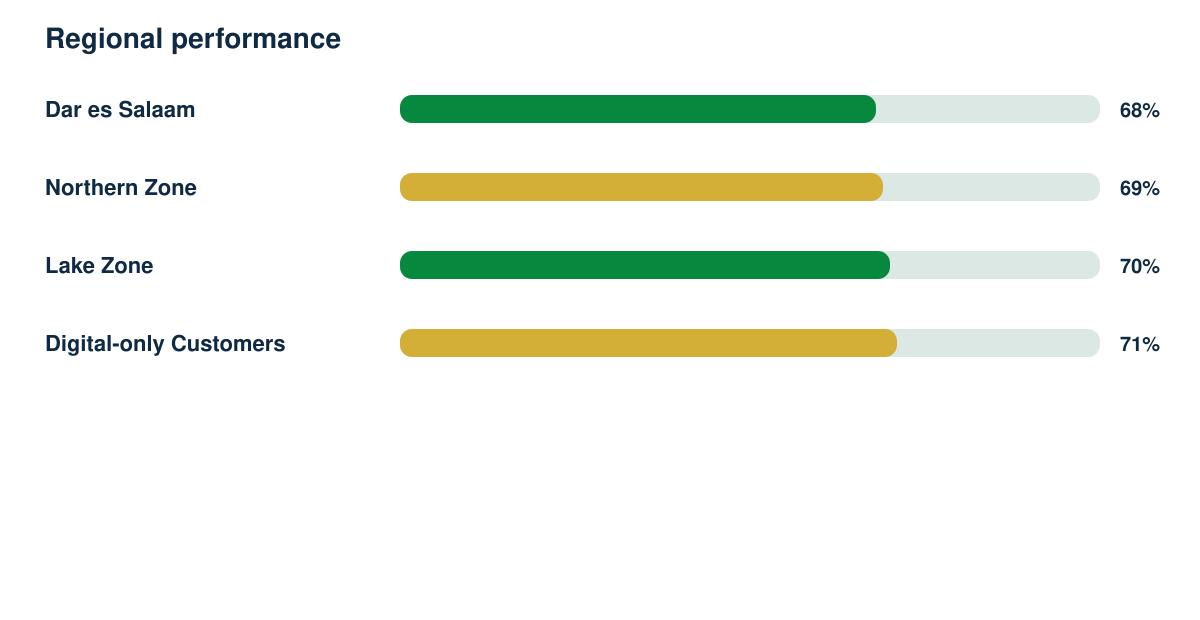 Regional performance
Dar es Salaam 68%
Northern Zone 69%
Lake Zone 70%
Digital-only Customers 71%